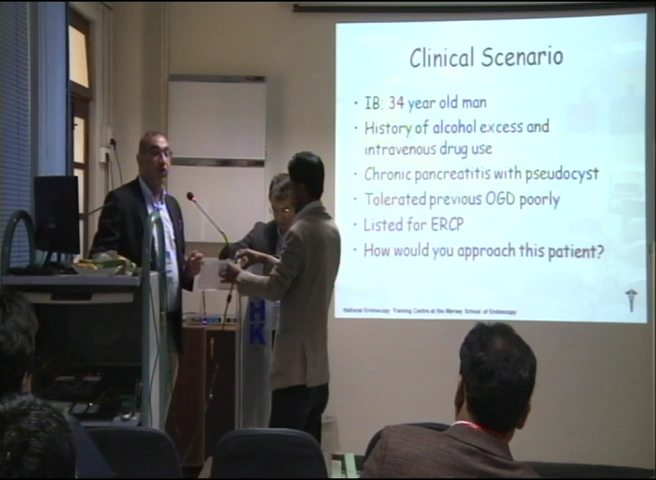 Clinical Scenario
• IB: 34 year old man
• History of alcohol excess and
intravenous drug use
• Chronic pancreatitis with pseudocyst
• Tolerated previous OGD poorly
• Listed for ERCP
• How would you approach this patient?
National Endoscopy Training Centre at the Mersey School of Endoscopy
HK